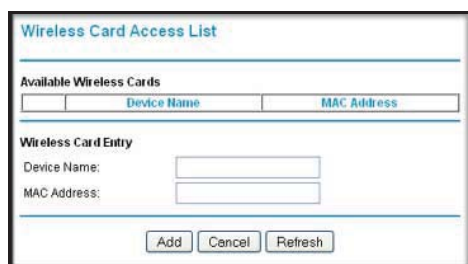 Wireless Card Access List
Available Wireless Cards
Device Name MAC Address
Wireless Card Entry
Device Name:
MAC Address:
Add Cancel Refresh